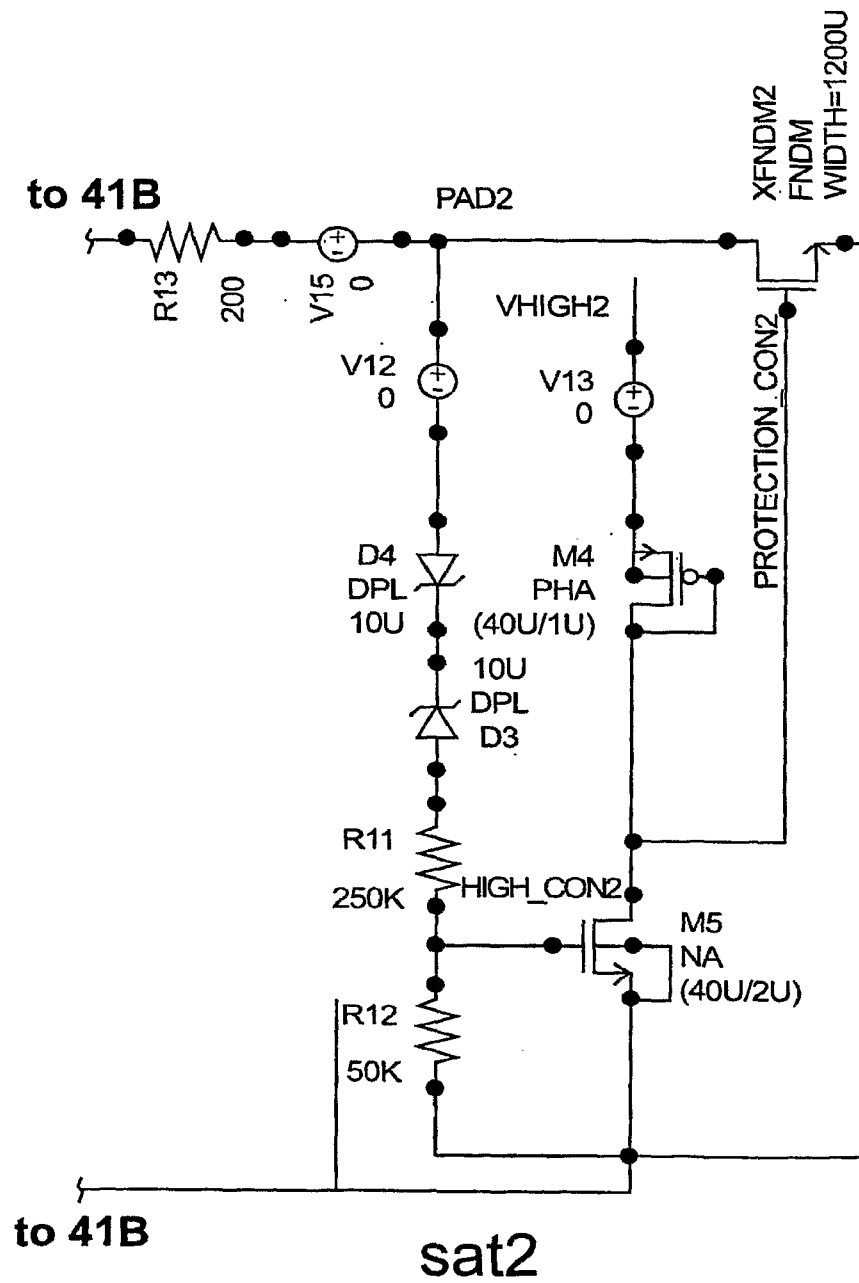 XFNDM2
FNDM
WIDTH=1200U
to 41B
PAD2
R13
200
V15
0
VHIGH2
V12
0
V13
0
PROTECTION_CON2
D4
DPL
10U
M4
PHA
(40U/1U)
10U
DPL
D3
R11
250K
HIGH_CON2
M5
NA
(40U/2U)
R12
50K
to 41B
sat2